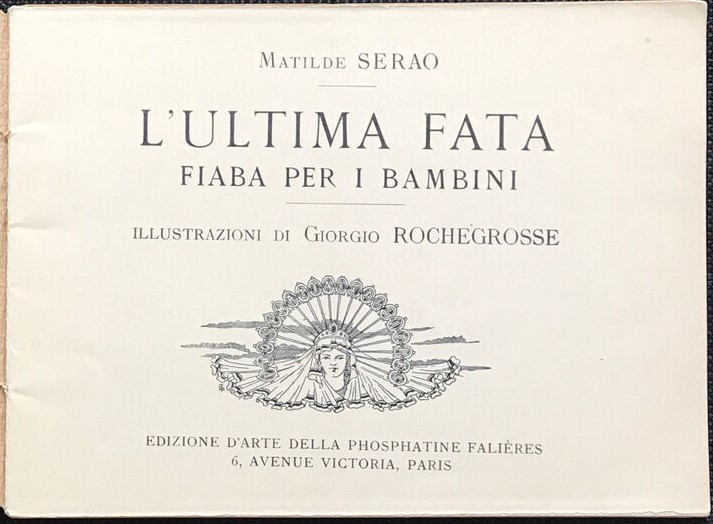 MATILDE SERAO
L'ULTIMA FATA
FIABA PER I BAMBINI
ILLUSTRAZIONI DI GIORGIO ROCHEGROSSE
EDIZIONE D'ARTE DELLA PHOSPHATINE FALIÈRES
6, AVENUE VICTORIA, PARIS